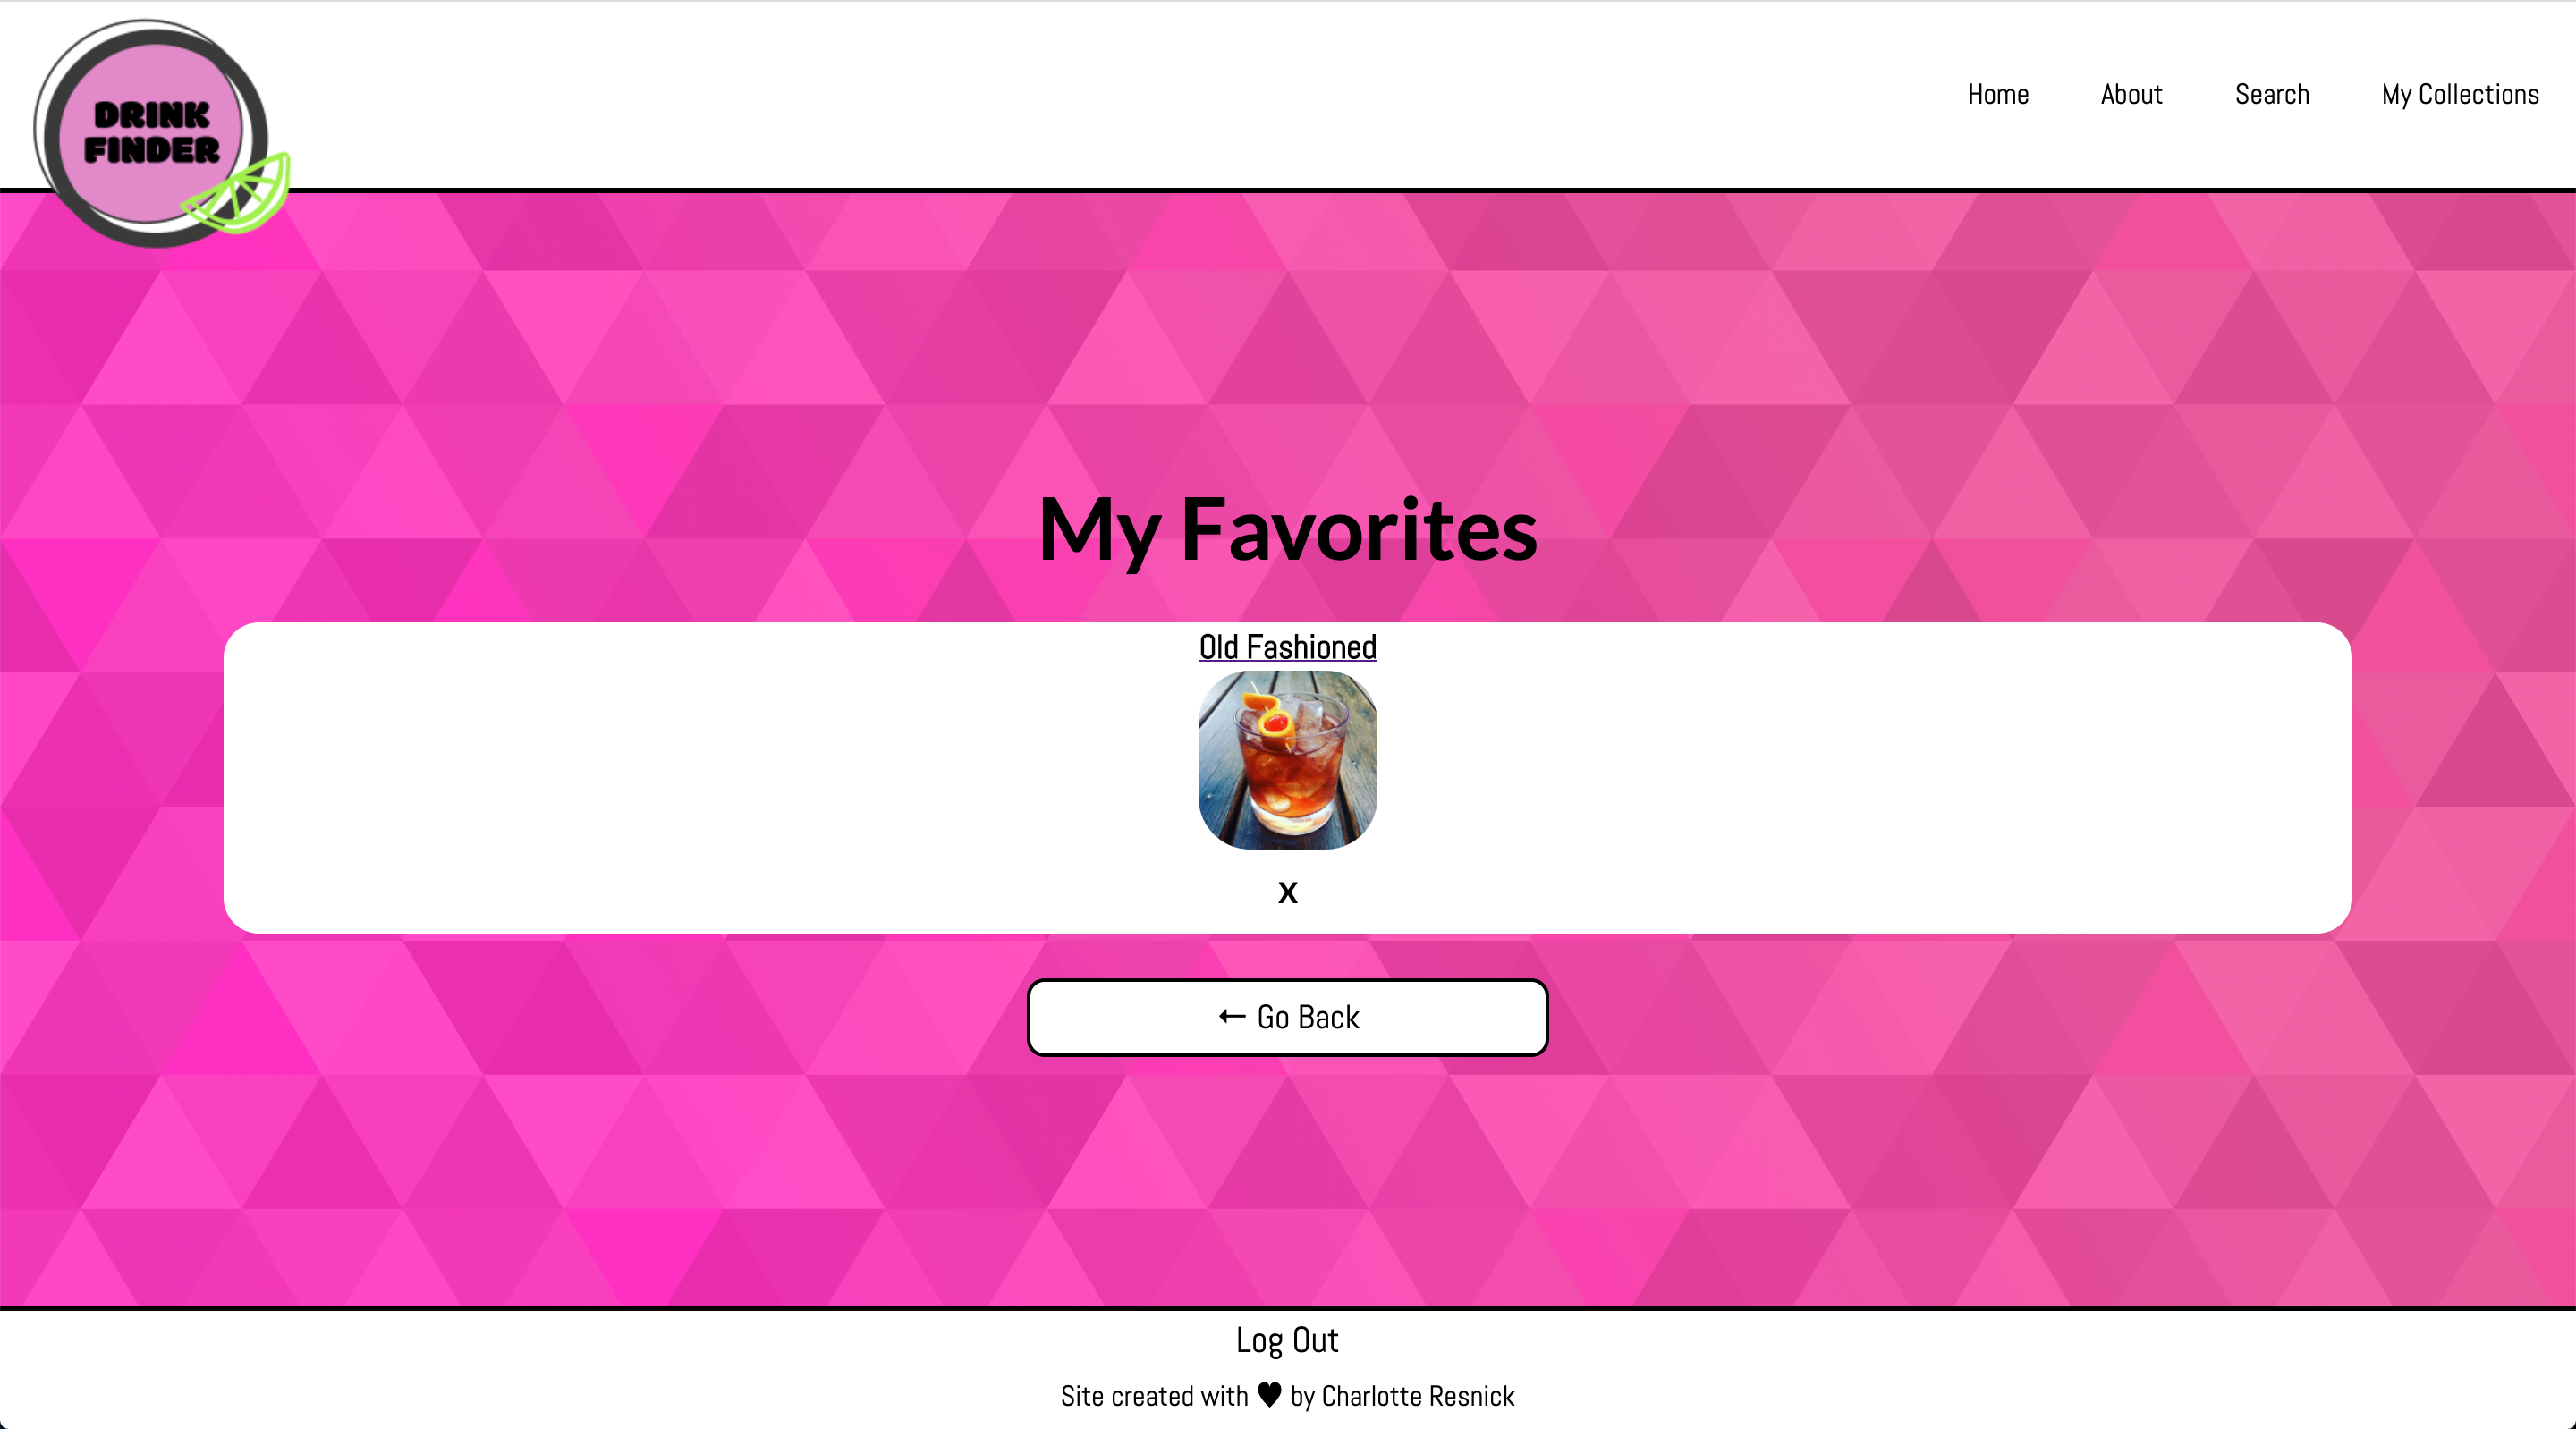 DRINK
FINDER
Home About Search My Collections
My Favorites
Old Fashioned
X
← Go Back
Log Out
Site created with ♥ by Charlotte Resnick